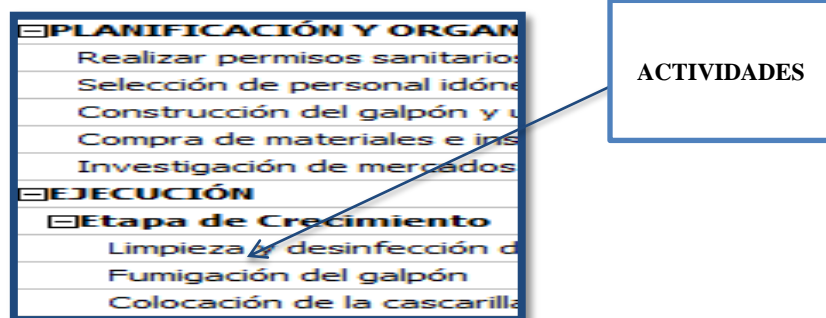 PLANIFICACIÓN Y ORGAN
Realizar permisos sanitarios
Selección de personal idóne
Construcción del galpón y u
Compra de materiales e ins
Investigación de mercados
EJECUCIÓN
Etapa de Crecimiento
Limpieza y desinfección d
Fumigación del galpón
Colocación de la cascarilla
ACTIVIDADES